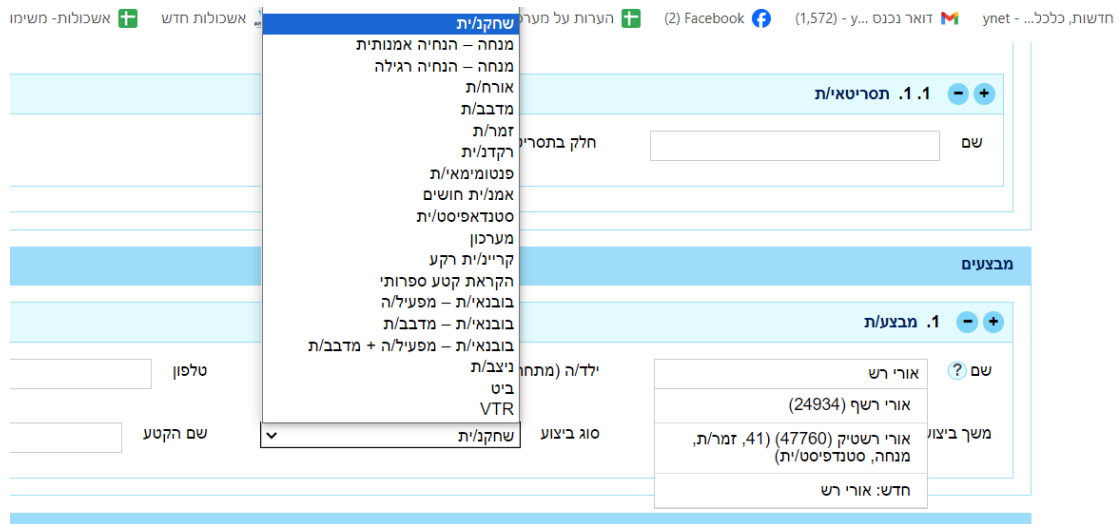 חדשות, כלכל... - ynet
דואר נכנס (1,572) - y...
(2) Facebook
הערות על מערכ
אשכולות חדש
אשכולות- משימו
1. 1. תסריטאי/ת
שם
חלק בתסרי
מבצעים
1. מבצע/ת
שם ?
אורי רש
אורי רשף (24934)
אורי רשטיק (47760) (41, זמר/ת,
מנחה, סטנדפיסט/ית)
חדש: אורי רש
ילד/ה (מתחת
טלפון
משך ביצוע
סוג ביצוע
שחקנ/ית
שם הקטע
שחקנ/ית
מנחה – הנחיה אמנותית
מנחה – הנחיה רגילה
אורח/ת
מדבב/ת
זמר/ת
רקדנ/ית
פנטומימאי/ת
אמנ/ית חושים
סטנדאפיסט/ית
מערכון
קריינ/ית רקע
הקראת קטע ספרותי
בובנאי/ת – מפעיל/ה
בובנאי/ת – מדבב/ת
בובנאי/ת – מפעיל/ה + מדבב/ת
ניצב/ת
ביט
VTR